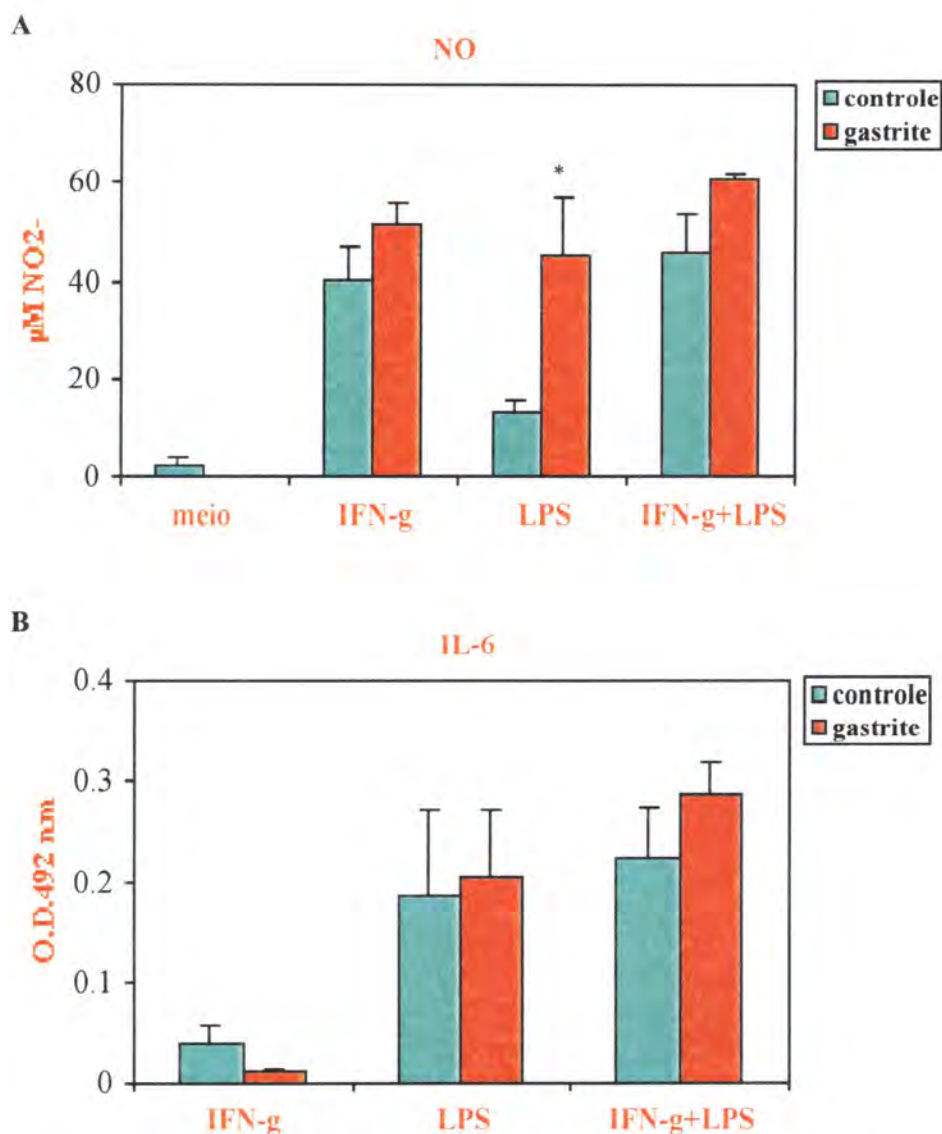 A
NO
80
60
40
20
0
µM NO2-
*
meio IFN-g LPS IFN-g+LPS
controle
gastrite
B
IL-6
0.4
0.3
0.2
0.1
0
O.D.492 nm
IFN-g LPS IFN-g+LPS
controle
gastrite